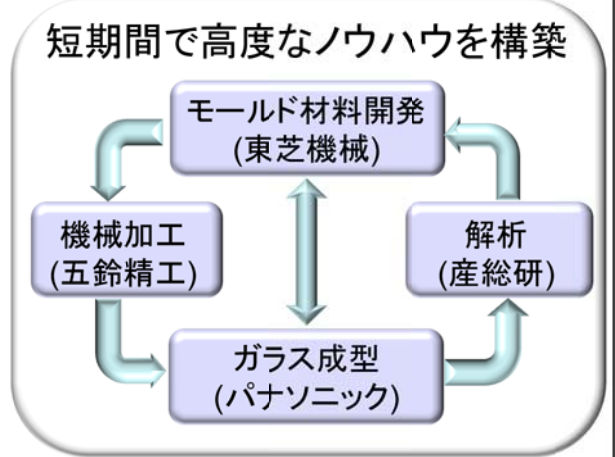 短期間で高度なノウハウを構築
モールド材料開発
(東芝機械)
機械加工
(五鈴精工)
解析
(産総研)
ガラス成型
(パナソニック)